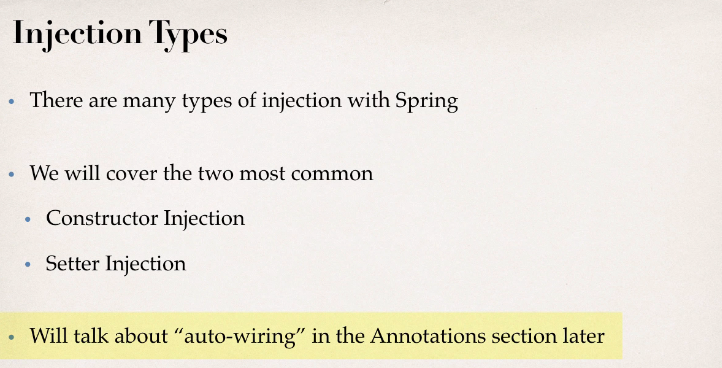 Injection Types
• There are many types of injection with Spring
• We will cover the two most common
• Constructor Injection
• Setter Injection
• Will talk about “auto-wiring” in the Annotations section later